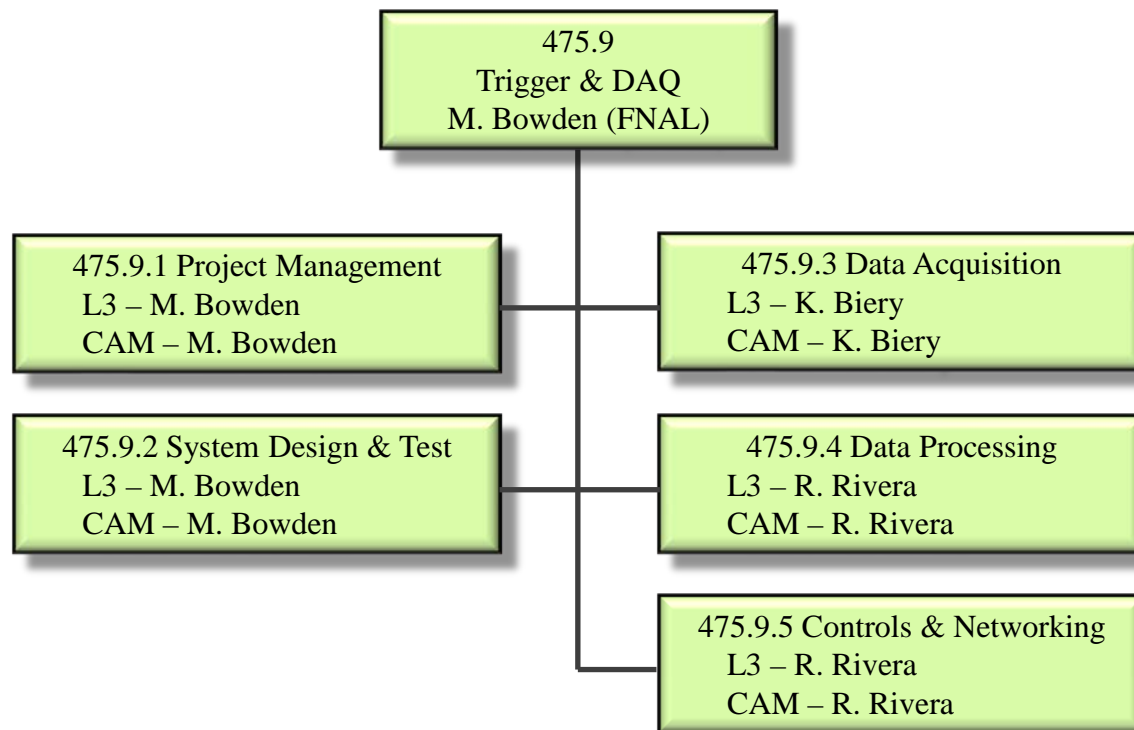 475.9
Trigger & DAQ
M. Bowden (FNAL)
475.9.1 Project Management
L3 – M. Bowden
CAM – M. Bowden
475.9.2 System Design & Test
L3 – M. Bowden
CAM – M. Bowden
475.9.3 Data Acquisition
L3 – K. Biery
CAM – K. Biery
475.9.4 Data Processing
L3 – R. Rivera
CAM – R. Rivera
475.9.5 Controls & Networking
L3 – R. Rivera
CAM – R. Rivera